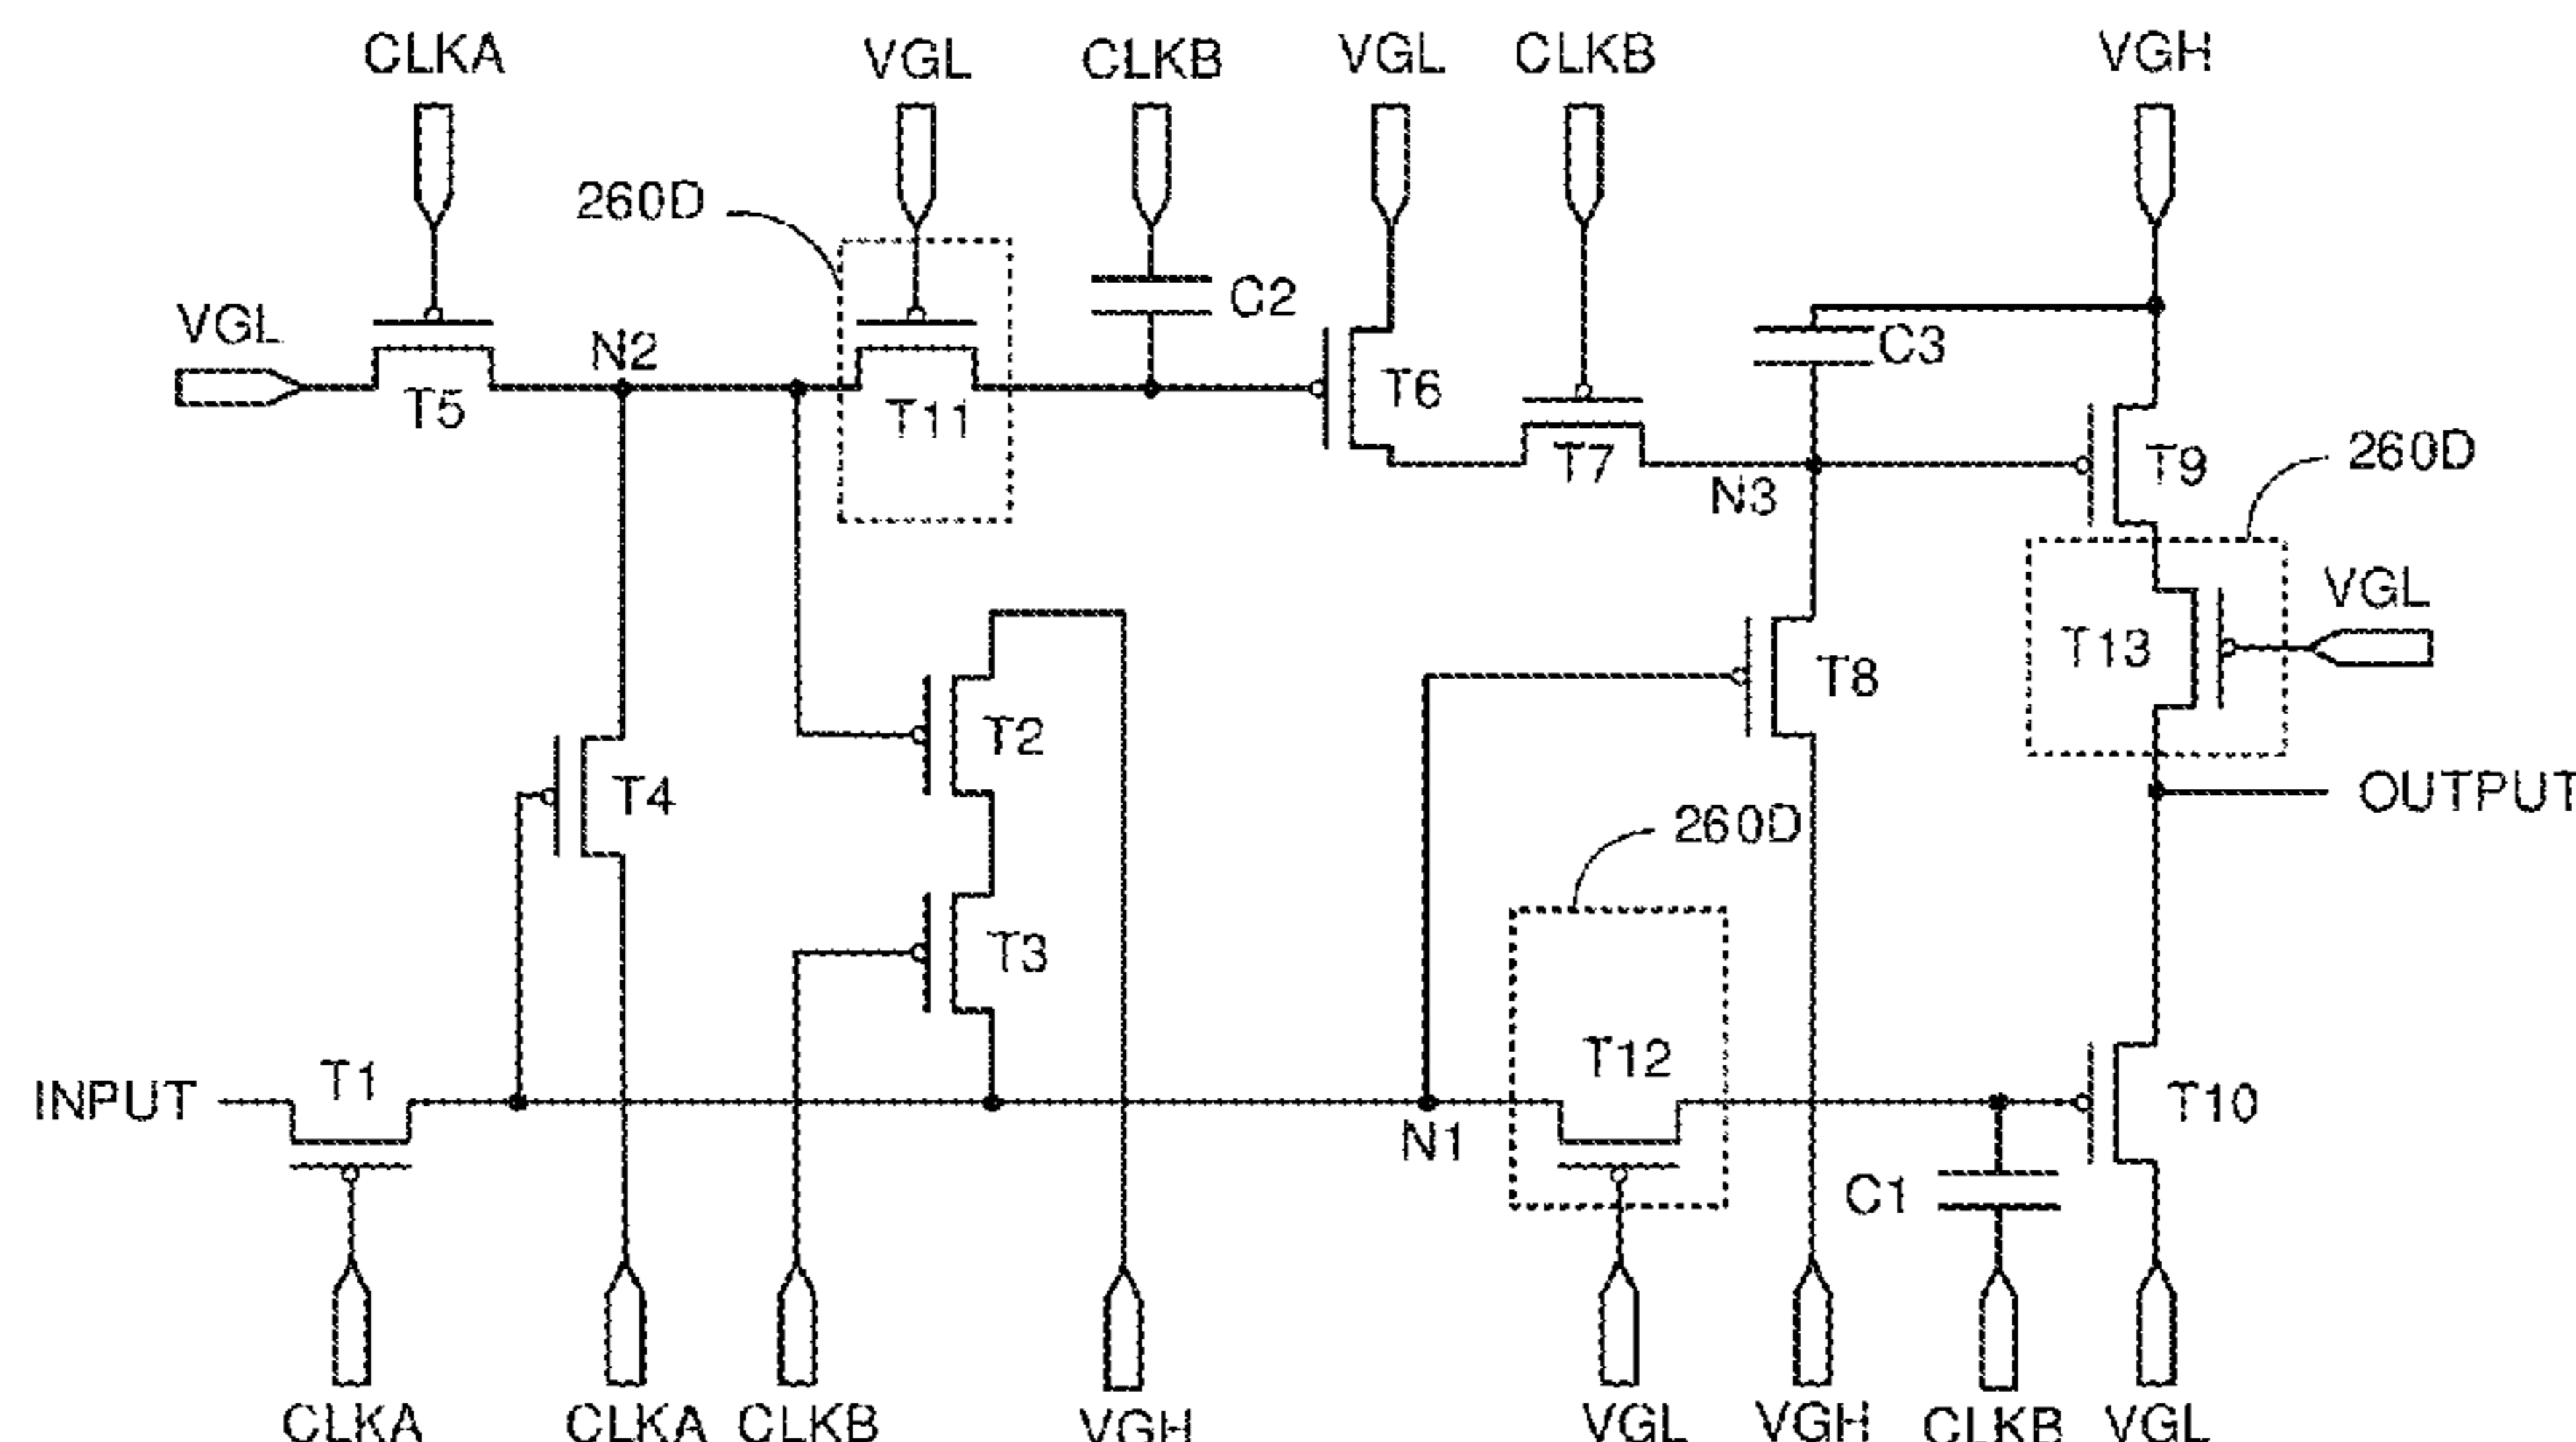 CLKA VGL CLKB VGL CLKB VGH
260D
C2
VGL
N2
C3
T5
T11
T6
T7
T9
260D
N3
VGL
T13
T8
T2
T4
OUTPUT
260D
T3
T12
INPUT
T1
N1
T10
C1
CLKA CLKA CLKB VGH VGL VGH CLKB VGL